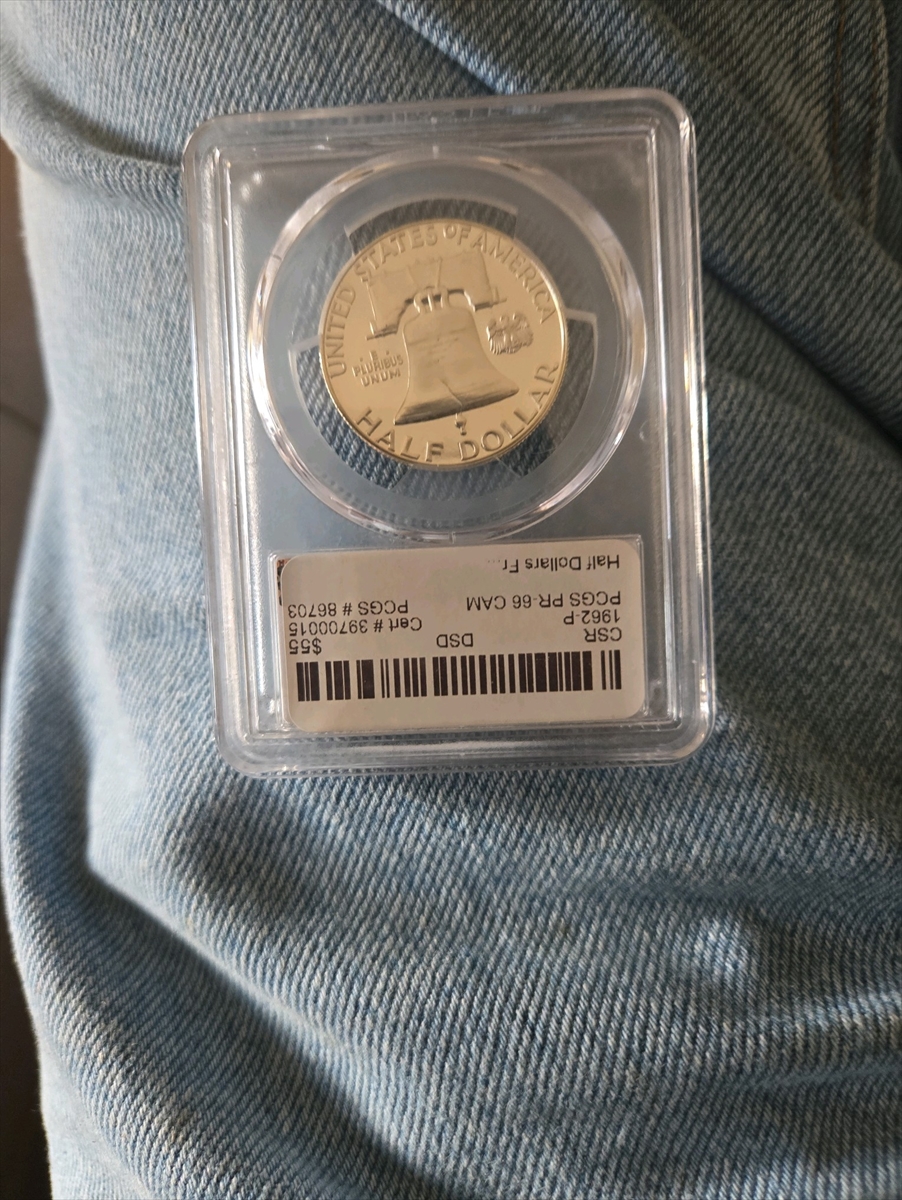 UNITED STATES OF AMERICA
E
PLURIBUS
UNUM
HALF DOLLAR
CSR DSD $55
1962-P Cert # 39700015
PCGS PR-66 CAM PCGS # 86703
Half Dollars Fr...